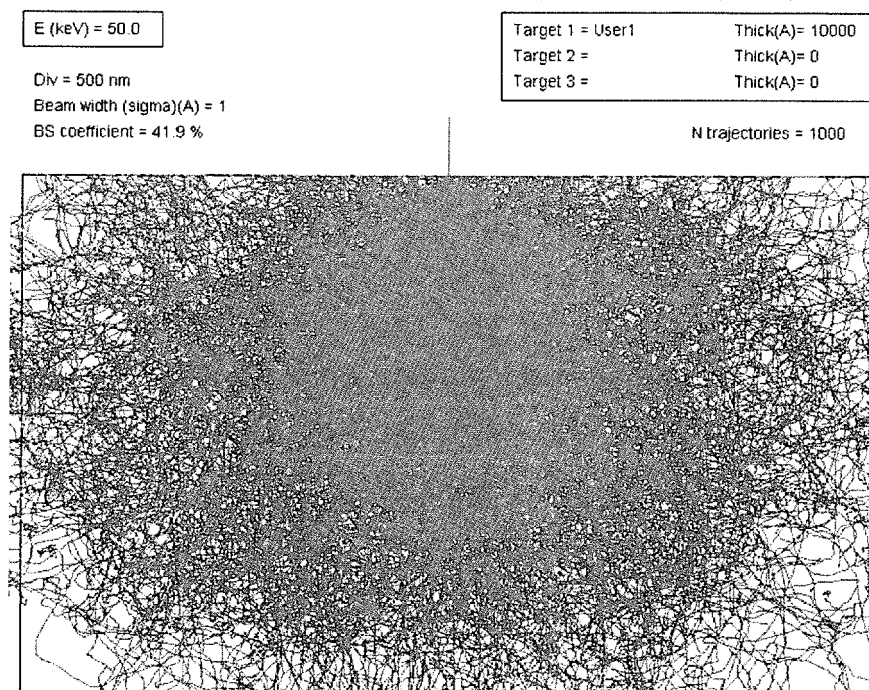 E (keV) = 50.0
Div = 500 nm
Beam width (sigma)(A) = 1
BS coefficient = 41.9 %
Target 1 = User1 Thick(A)= 10000
Target 2 = Thick(A)= 0
Target 3 = Thick(A)= 0
N trajectories = 1000